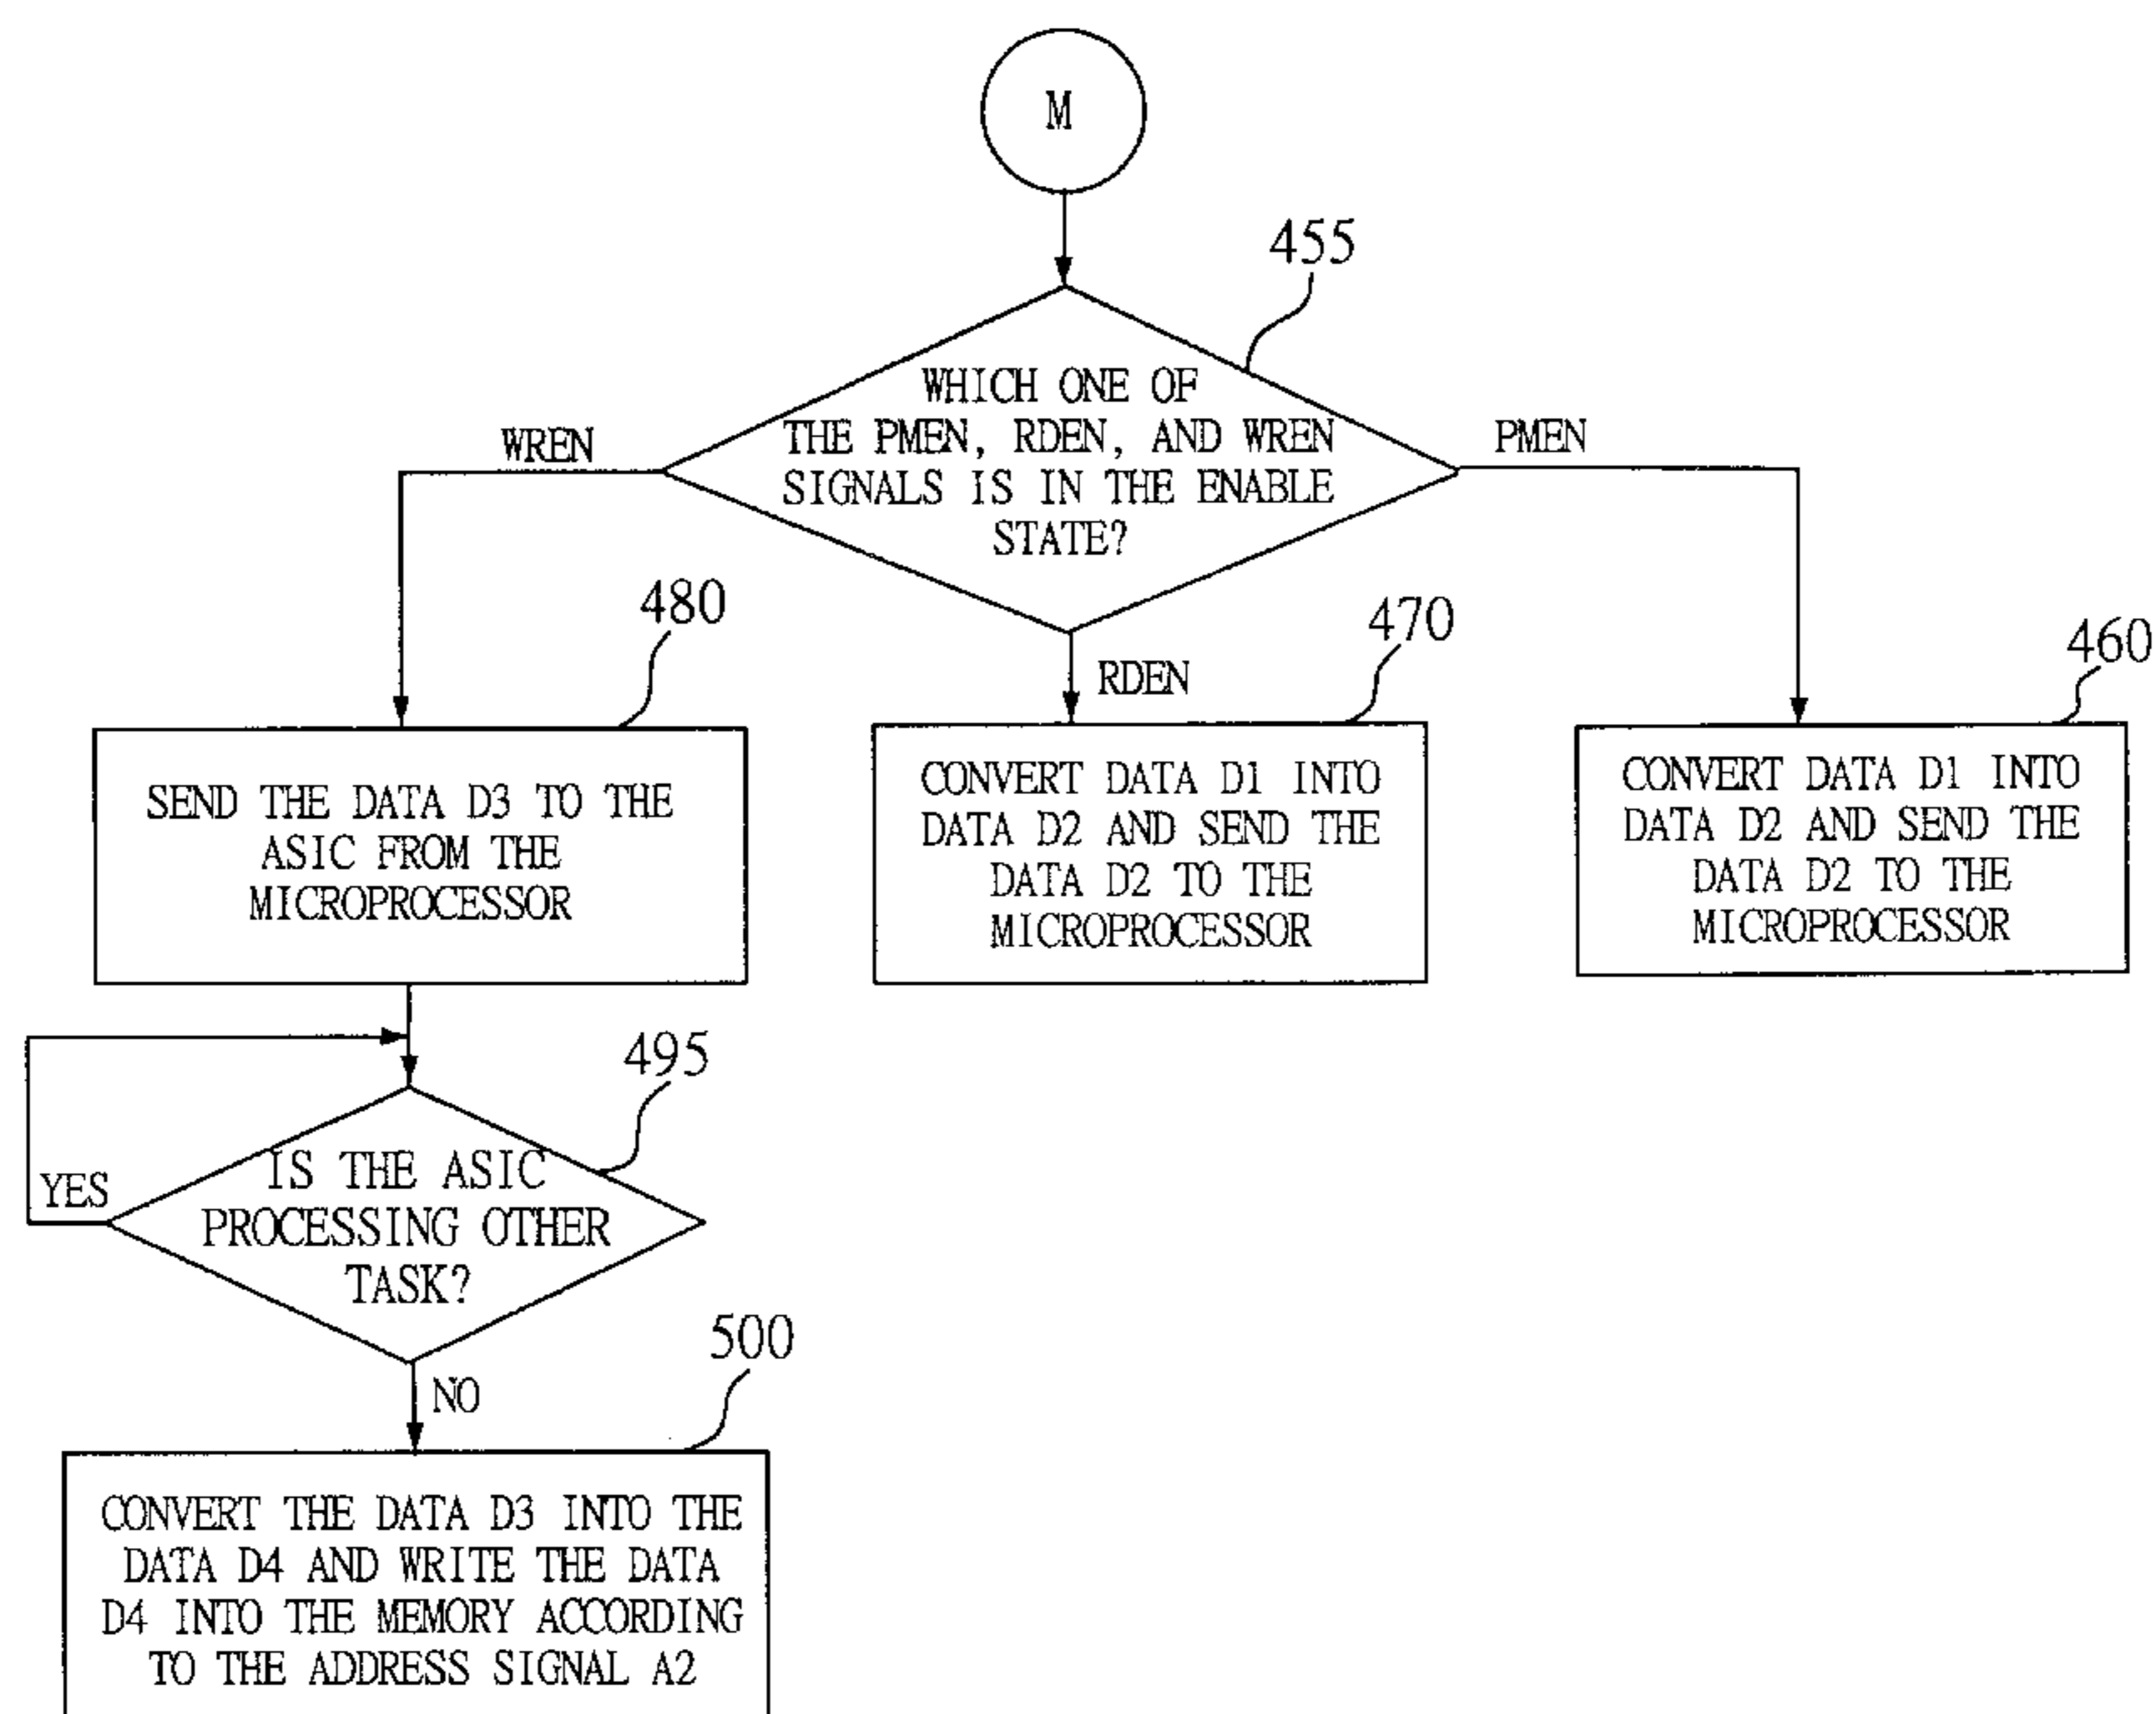 M
455
WHICH ONE OF
THE PMEN, RDEN, AND WREN
SIGNALS IS IN THE ENABLE
STATE?
WREN
PMEN
RDEN
480
SEND THE DATA D3 TO THE
ASIC FROM THE
MICROPROCESSOR
470
CONVERT DATA D1 INTO
DATA D2 AND SEND THE
DATA D2 TO THE
MICROPROCESSOR
460
CONVERT DATA D1 INTO
DATA D2 AND SEND THE
DATA D2 TO THE
MICROPROCESSOR
495
IS THE ASIC
PROCESSING OTHER
TASK?
YES
NO
500
CONVERT THE DATA D3 INTO THE
DATA D4 AND WRITE THE DATA
D4 INTO THE MEMORY ACCORDING
TO THE ADDRESS SIGNAL A2